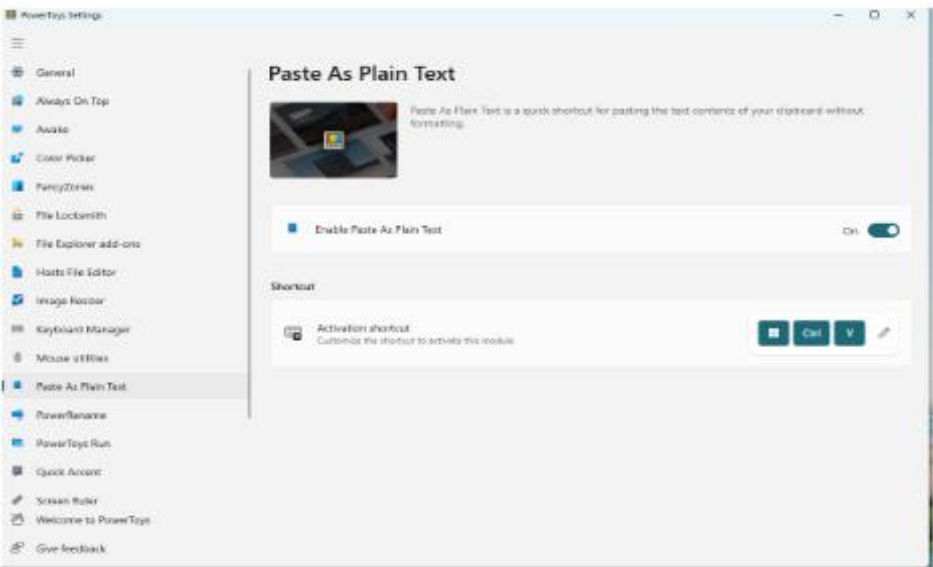 PowerToys Settings
General
Always On Top
Awake
Color Picker
FancyZones
File Locksmith
File Explorer add-ons
Hosts File Editor
Image Resizer
Keyboard Manager
Mouse utilities
Paste As Plain Text
PowerRename
PowerToys Run
Quick Accent
Screen Ruler
Welcome to PowerToys
Give feedback
Paste As Plain Text
Paste As Plain Text is a quick shortcut for pasting the text contents of your clipboard without
formatting.
Enable Paste As Plain Text
On
Shortcut
Activation shortcut
Customize the shortcut to activate this module
Ctrl V